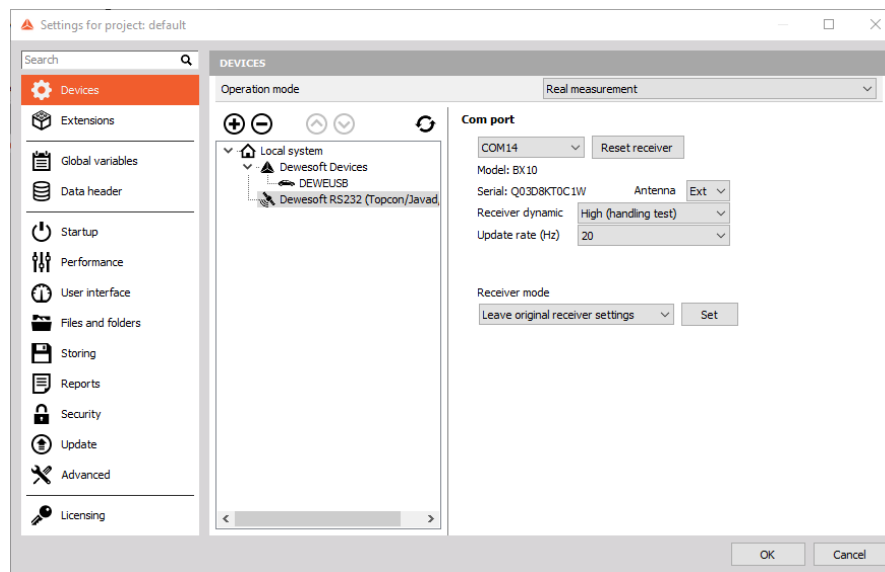 Settings for project: default
Search
Devices
Extensions
Global variables
Data header
Startup
Performance
User interface
Files and folders
Storing
Reports
Security
Update
Advanced
Licensing
DEVICES
Operation mode Real measurement
Local system
Dewesoft Devices
DEWEUSB
Dewesoft RS232 (Topcon/Javad,
Com port
COM14 Reset receiver
Model: BX10
Serial: Q03D8KT0C1W Antenna Ext
Receiver dynamic High (handling test)
Update rate (Hz) 20
Receiver mode
Leave original receiver settings Set
OK Cancel